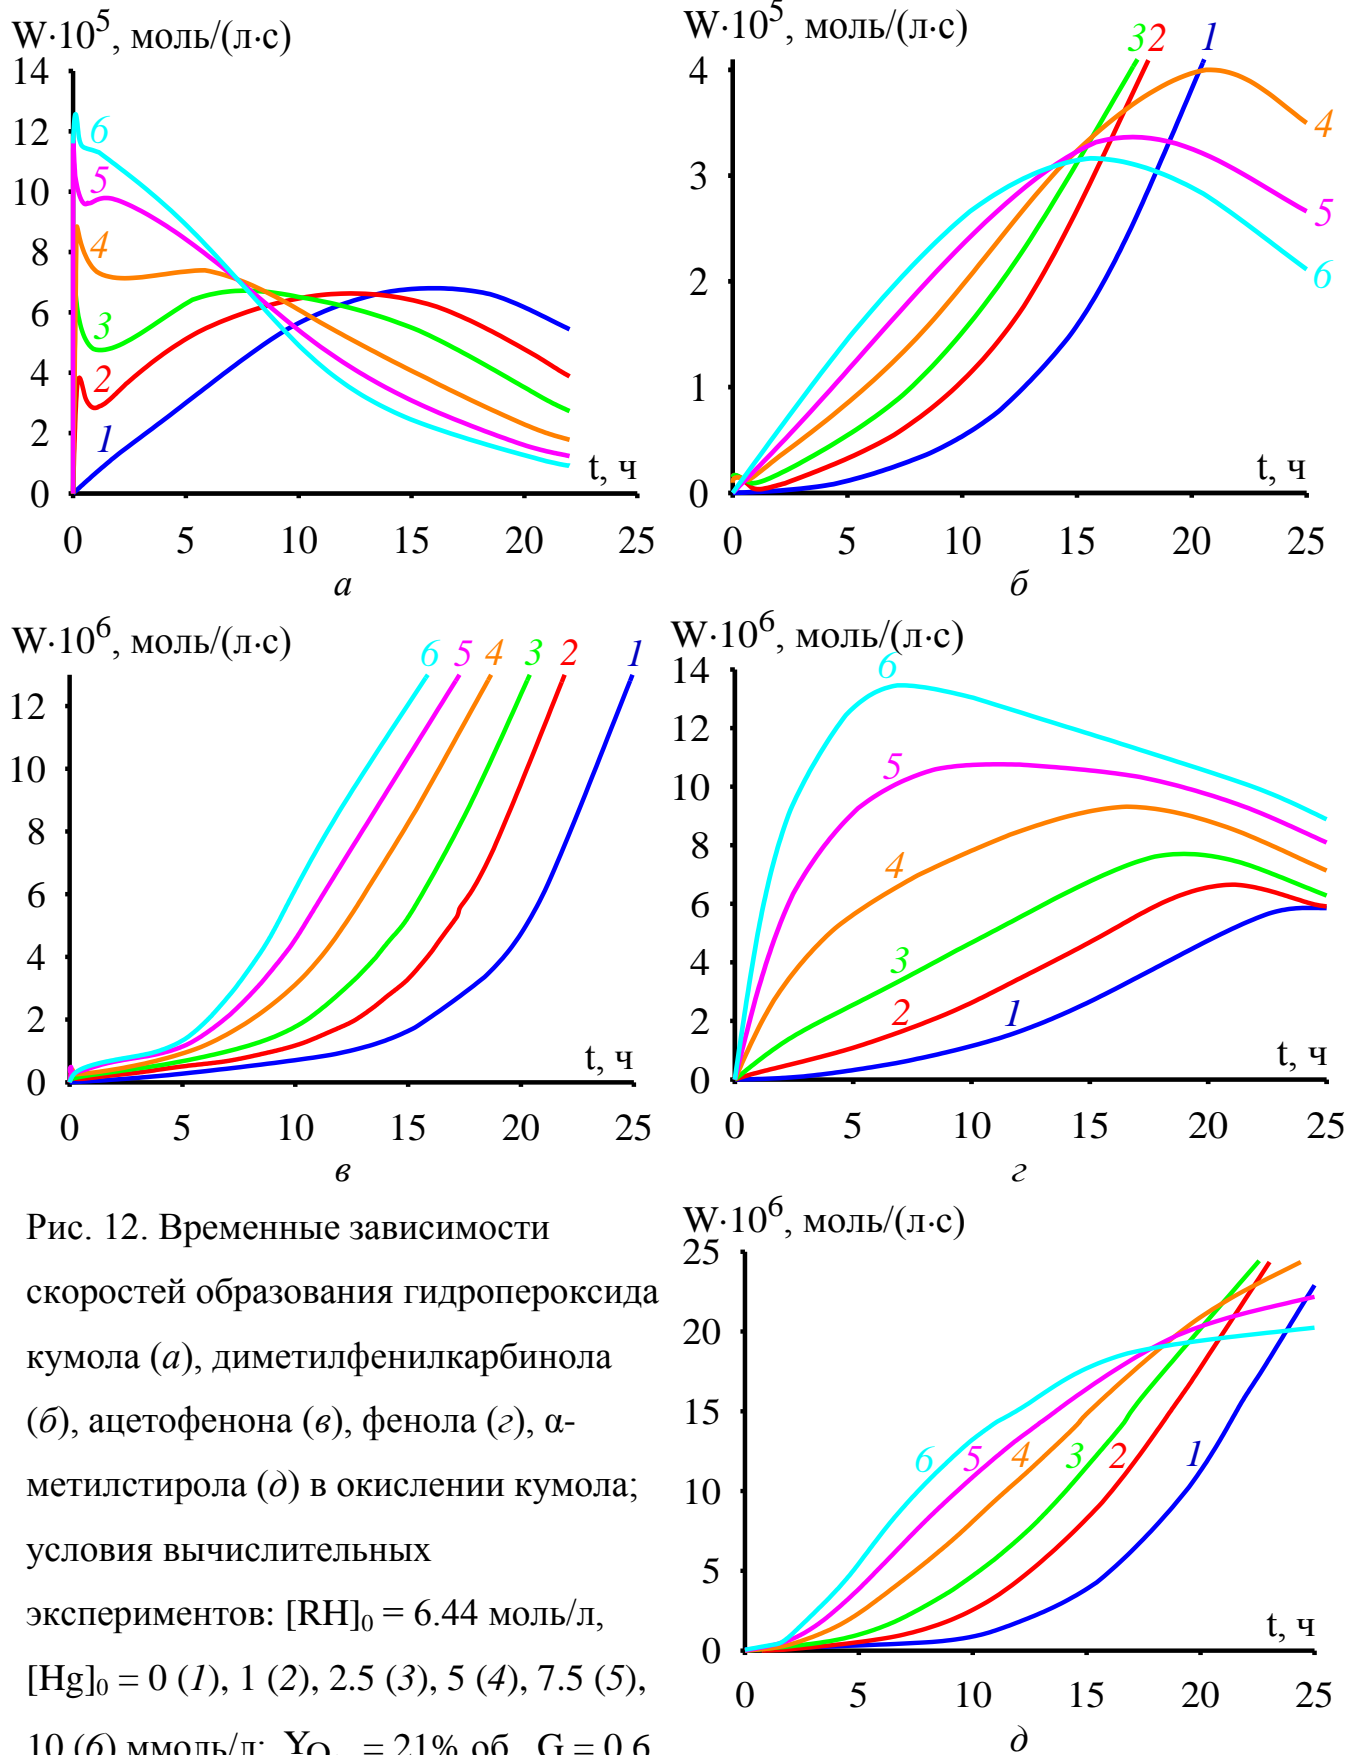 W·10⁵, моль/(л·с)
14
12
10
8
6
4
2
0
6
5
4
3
2
1
t, ч
0 5 10 15 20 25
а
W·10⁵, моль/(л·с)
4
3
2
1
0
3 2 1
4
5
6
t, ч
0 5 10 15 20 25
б
W·10⁶, моль/(л·с)
12
10
8
6
4
2
0
6 5 4 3 2 1
t, ч
0 5 10 15 20 25
в
W·10⁶, моль/(л·с)
14
12
10
8
6
4
2
0
6
5
4
3
2 1
t, ч
0 5 10 15 20 25
г
Рис. 12. Временные зависимости
скоростей образования гидропероксида
кумола (а), диметилфенилкарбинола
(б), ацетофенона (в), фенола (г), α-
метилстирола (д) в окислении кумола;
условия вычислительных
экспериментов: [RH]₀ = 6.44 моль/л,
[Hg]₀ = 0 (1), 1 (2), 2.5 (3), 5 (4), 7.5 (5),
10 (6) ммоль/л; = 21% об., G = 0.6
W·10⁶, моль/(л·с)
25
20
15
10
5
0
6 5 4 3 2 1
t, ч
0 5 10 15 20 25
д